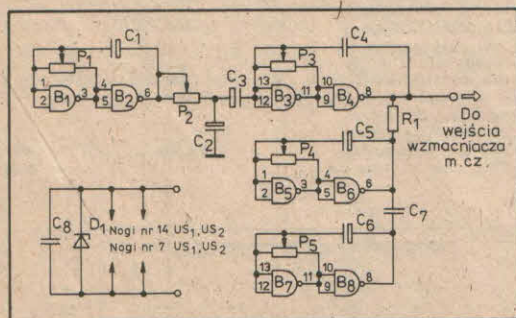 C1
P1
1
2
B1
3
4
5
B2
6
P2
C2
C3
P3
C4
13
12
B3
11
10
9
B4
8
R1
Do
wejścia
wzmacniacza
m.cz.
P4
C5
1
2
B5
3
4
5
B6
6
C7
P5
C6
13
12
B7
11
10
9
B8
8
C8
D1
Nogi nr 14 US1, US2
Nogi nr 7 US1, US2